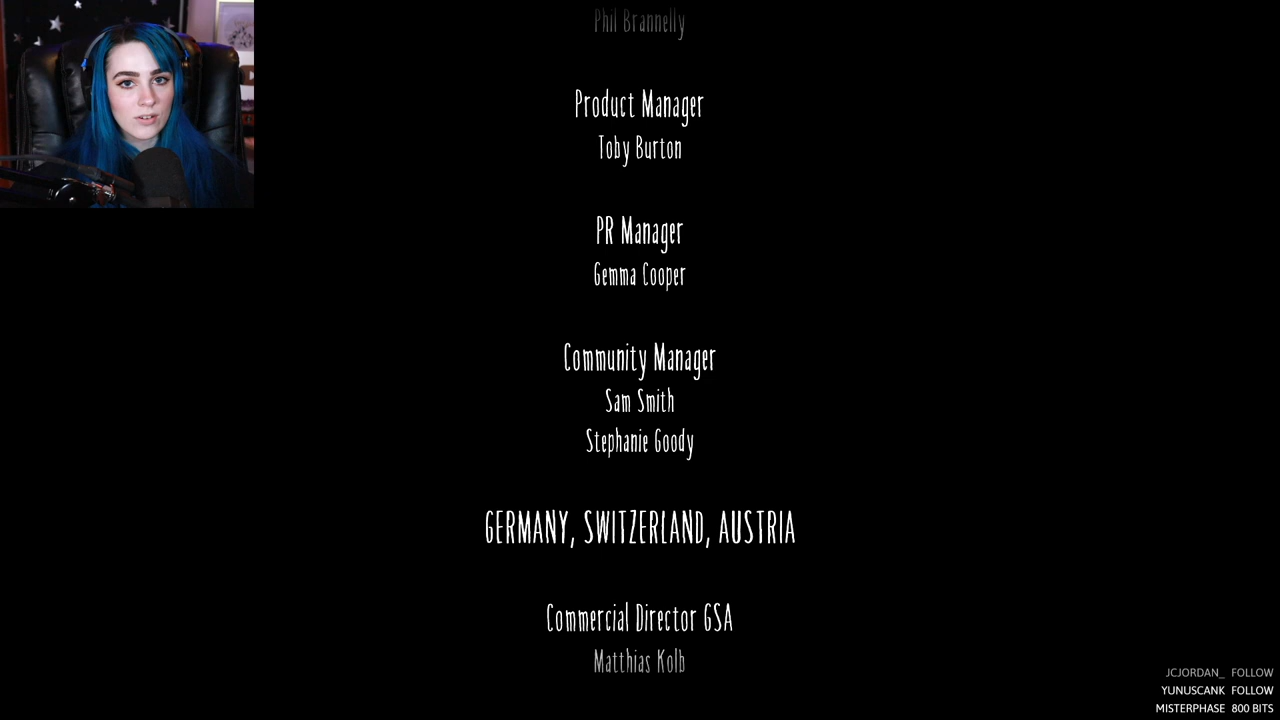 Phil Brannelly
Product Manager
Toby Burton
PR Manager
Gemma Cooper
Community Manager
Sam Smith
Stephanie Goody
GERMANY, SWITZERLAND, AUSTRIA
Commercial Director GSA
Matthias Kolb
JCJORDAN_ FOLLOW
YUNUSCANK FOLLOW
MISTERPHASE 800 BITS